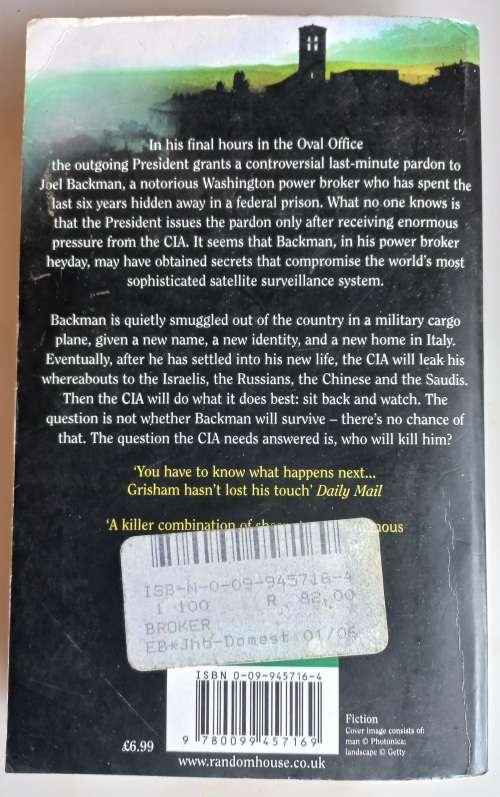 In his final hours in the Oval Office
the outgoing President grants a controversial last-minute pardon to
Joel Backman, a notorious Washington power broker who has spent the
last six years hidden away in a federal prison. What no one knows is
that the President issues the pardon only after receiving enormous
pressure from the CIA. It seems that Backman, in his power broker
heyday, may have obtained secrets that compromise the world's most
sophisticated satellite surveillance system.
Backman is quietly smuggled out of the country in a military cargo
plane, given a new name, a new identity, and a new home in Italy.
Eventually, after he has settled into his new life, the CIA will leak his
whereabouts to the Israelis, the Russians, the Chinese and the Saudis.
Then the CIA will do what it does best: sit back and watch. The
question is not whether Backman will survive – there's no chance of
that. The question the CIA needs answered is, who will kill him?
'You have to know what happens next...
Grisham hasn't lost his touch' Daily Mail
'A killer combination of
ISB-N-0-09-945716-4
1 100 R 82.00
BROKER
EB*Jhb-Domest 01/06
ISBN 0-09-945716-4
9 780099 457169
£6.99
Fiction
Cover image consists of:
man © Photonica;
landscape © Getty
www.randomhouse.co.uk